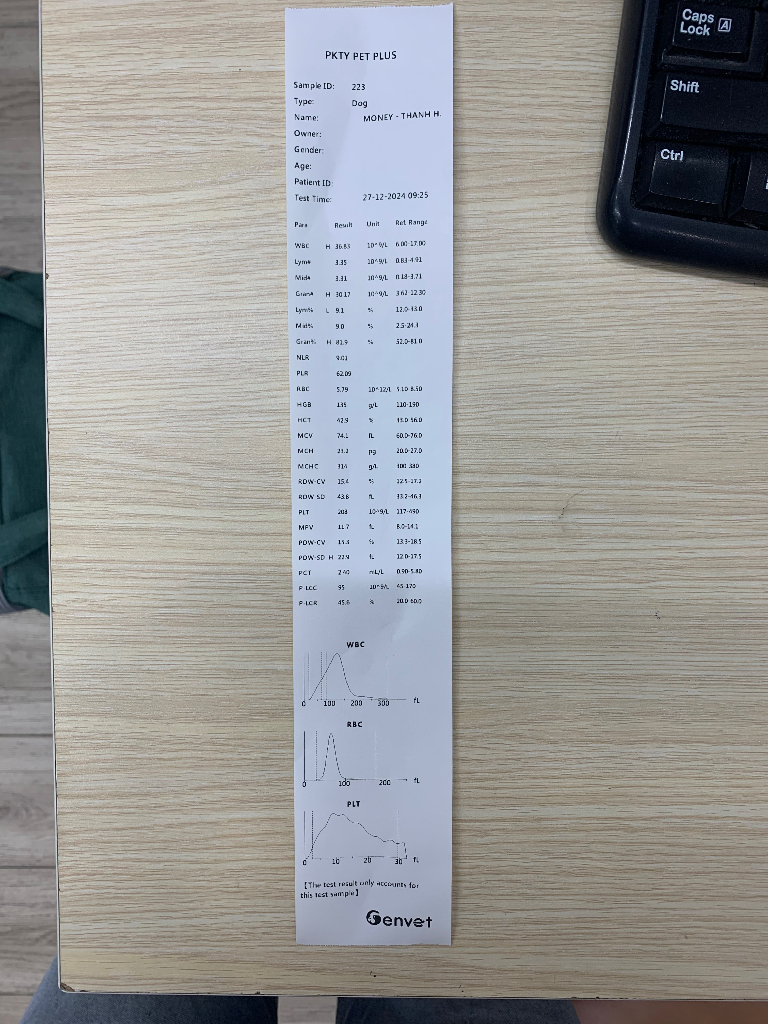 PKTY PET PLUS
Sample ID: 223
Type: Dog
Name: MONEY - THANH H.
Owner:
Gender:
Age:
Patient ID:
Test Time: 27-12-2024 09:25
Para Result Unit Ref. Range
WBC H 36.83 10^9/L 6.00-17.00
Lym# 3.35 10^9/L 0.83-4.91
Mid# 3.31 10^9/L 0.18-3.71
Gran# H 30.17 10^9/L 3.62-12.30
Lym% L 9.1 % 12.0-33.0
Mid% 9.0 % 2.5-24.1
Gran% H 81.9 % 52.0-81.0
NLR 9.01
PLR 62.09
RBC 5.79 10^12/L 5.10-8.50
HGB 135 g/L 110-190
HCT 42.9 % 33.0-56.0
MCV 74.1 fL 60.0-76.0
MCH 23.2 pg 20.0-27.0
MCHC 314 g/L 300-380
RDW-CV 15.4 % 12.5-17.2
RDW-SD 43.8 fL 33.2-46.3
PLT 208 10^9/L 117-490
MPV 11.7 fL 8.0-14.1
PDW-CV 15.3 % 13.3-18.5
PDW-SD H 22.9 fL 12.0-17.5
PCT 2.40 mL/L 0.90-5.80
P-LCC 95 10^9/L 45-170
P-LCR 45.6 % 20.0-60.0
WBC
0 100 200 300 fL
RBC
0 100 200 fL
PLT
0 10 20 30 fL
【The test result only accounts for
this test sample】
Genvet
Caps
Lock A
Shift
Ctrl